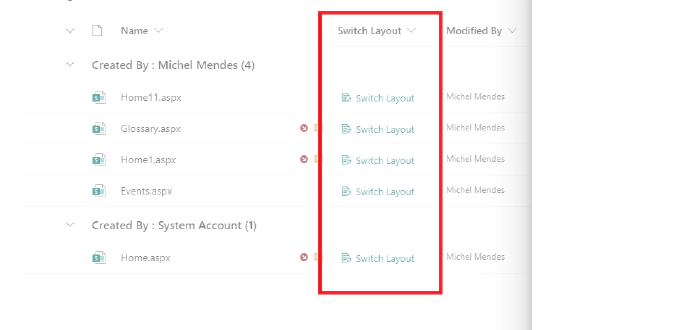 Name Switch Layout Modified By
Created By : Michel Mendes (4)
Home11.aspx Switch Layout Michel Mendes
Glossary.aspx Switch Layout Michel Mendes
Home1.aspx Switch Layout Michel Mendes
Events.aspx Switch Layout Michel Mendes
Created By : System Account (1)
Home.aspx Switch Layout Michel Mendes